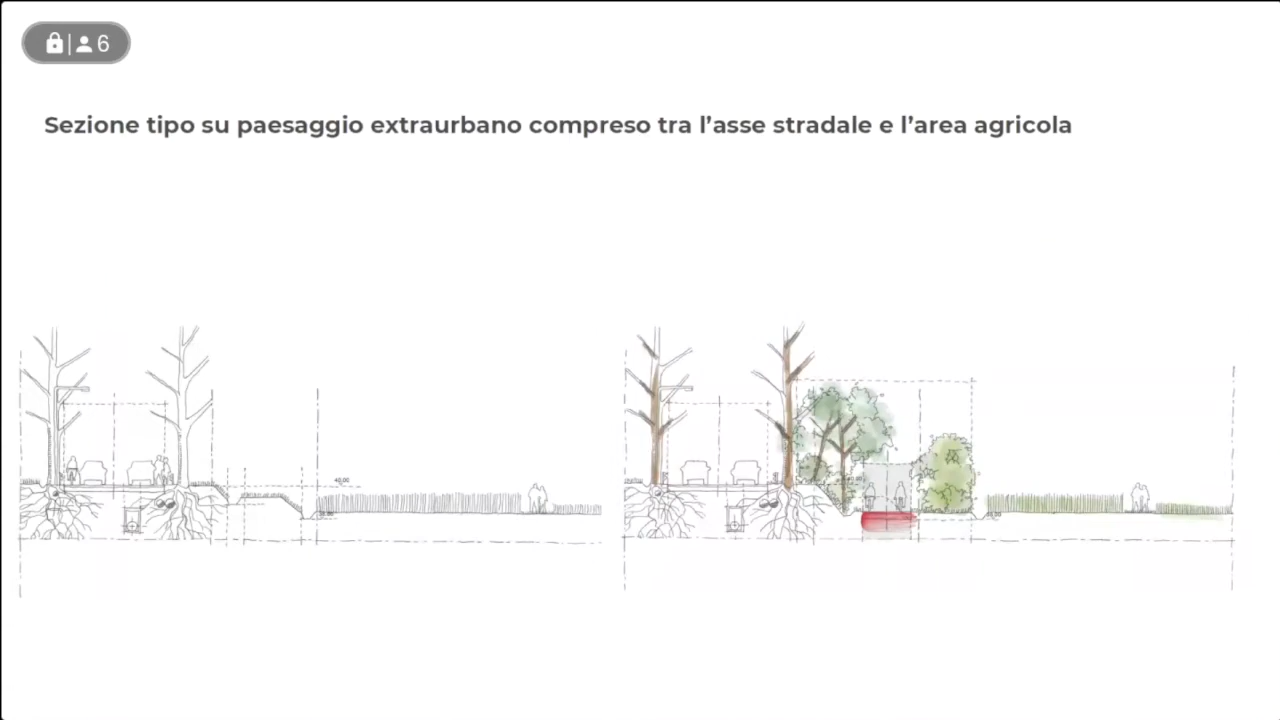 6
Sezione tipo su paesaggio extraurbano compreso tra l’asse stradale e l’area agricola